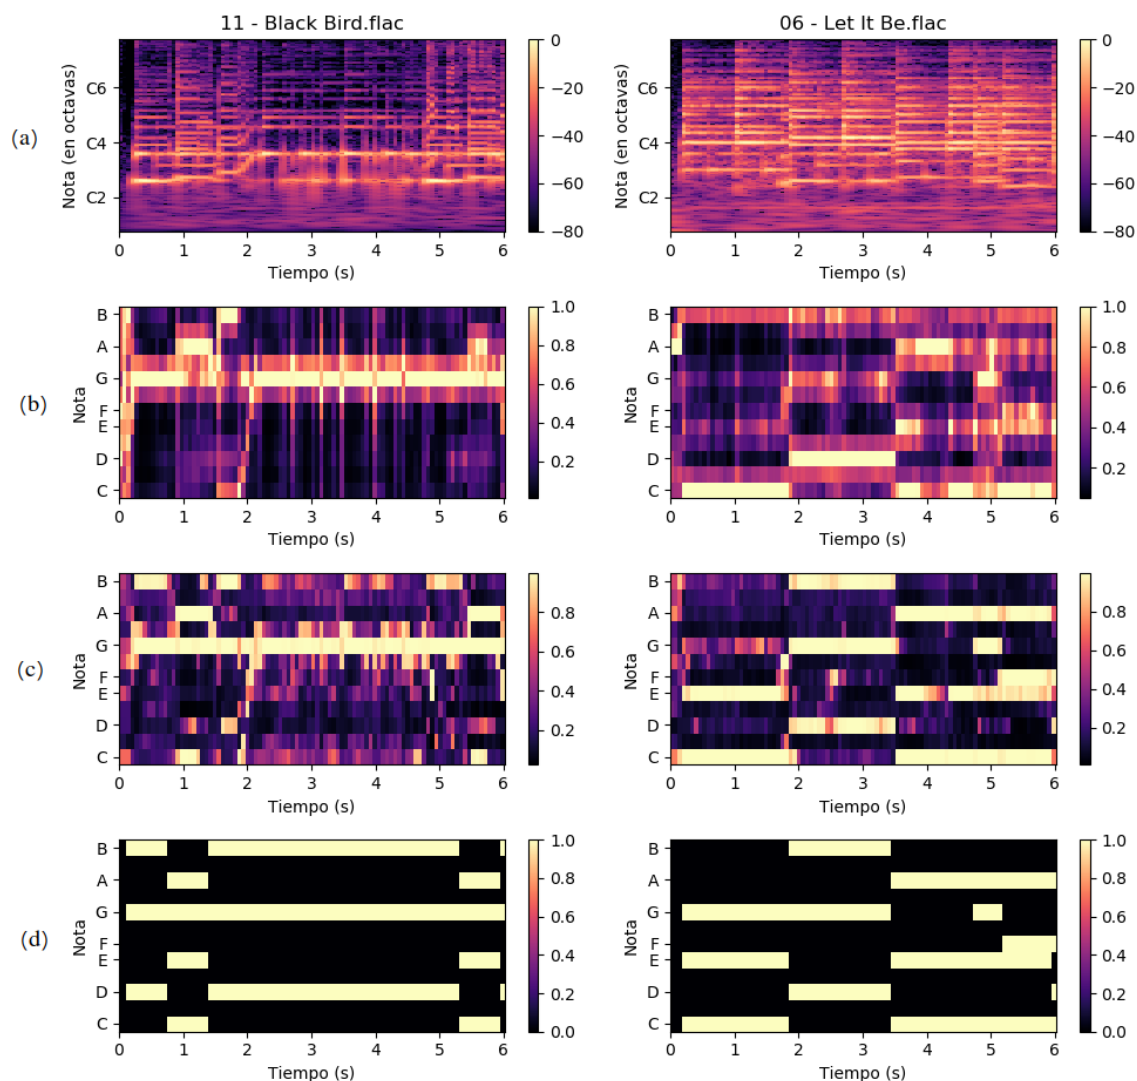 11 - Black Bird.flac
06 - Let It Be.flac
(a)
Nota (en octavas)
C6
C4
C2
0 1 2 3 4 5 6
Tiempo (s)
0
−20
−40
−60
−80
Nota (en octavas)
C6
C4
C2
0 1 2 3 4 5 6
Tiempo (s)
0
−20
−40
−60
−80
(b)
Nota
B
A
G
F
E
D
C
0 1 2 3 4 5 6
Tiempo (s)
1.0
0.8
0.6
0.4
0.2
Nota
B
A
G
F
E
D
C
0 1 2 3 4 5 6
Tiempo (s)
1.0
0.8
0.6
0.4
0.2
(c)
Nota
B
A
G
F
E
D
C
0 1 2 3 4 5 6
Tiempo (s)
0.8
0.6
0.4
0.2
Nota
B
A
G
F
E
D
C
0 1 2 3 4 5 6
Tiempo (s)
0.8
0.6
0.4
0.2
(d)
Nota
B
A
G
F
E
D
C
0 1 2 3 4 5 6
Tiempo (s)
1.0
0.8
0.6
0.4
0.2
0.0
Nota
B
A
G
F
E
D
C
0 1 2 3 4 5 6
Tiempo (s)
1.0
0.8
0.6
0.4
0.2
0.0